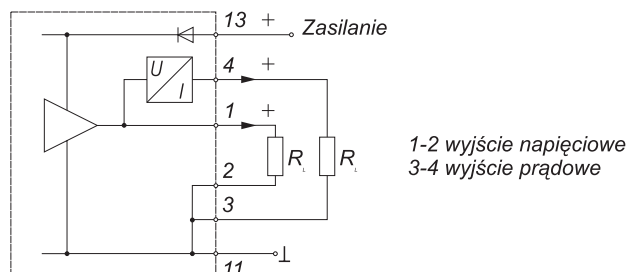 13 +
Zasilanie
U
I
4 +
1 +
R L
R L
1-2 wyjście napięciowe
3-4 wyjście prądowe
2
3
11